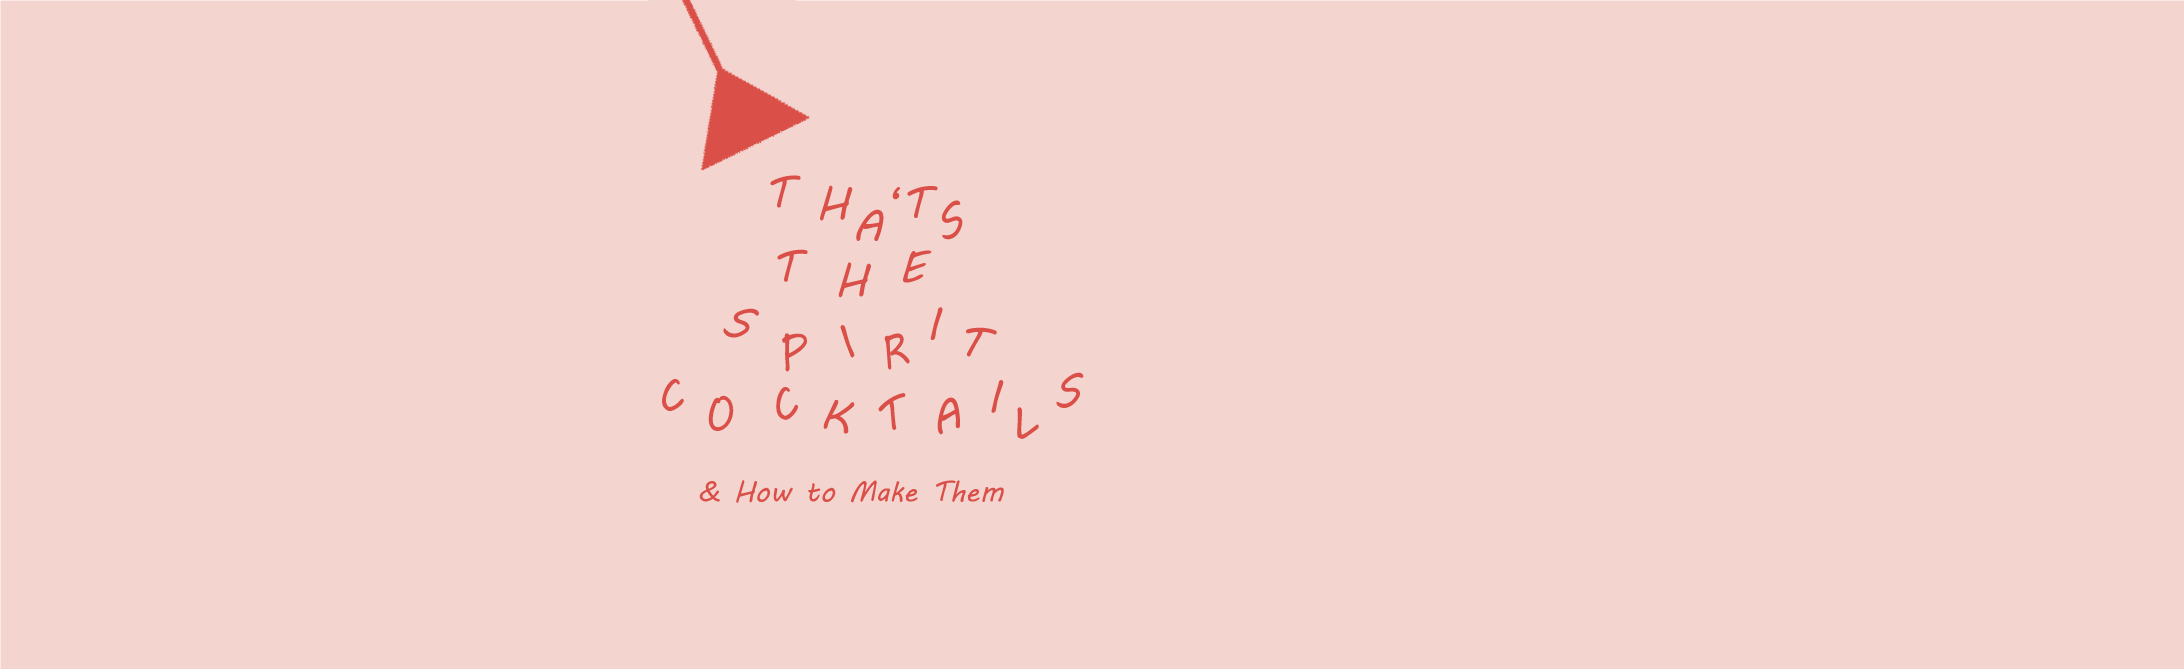 THA‘TS
THE
SPIRIT
COCKTAILS
& How to Make Them